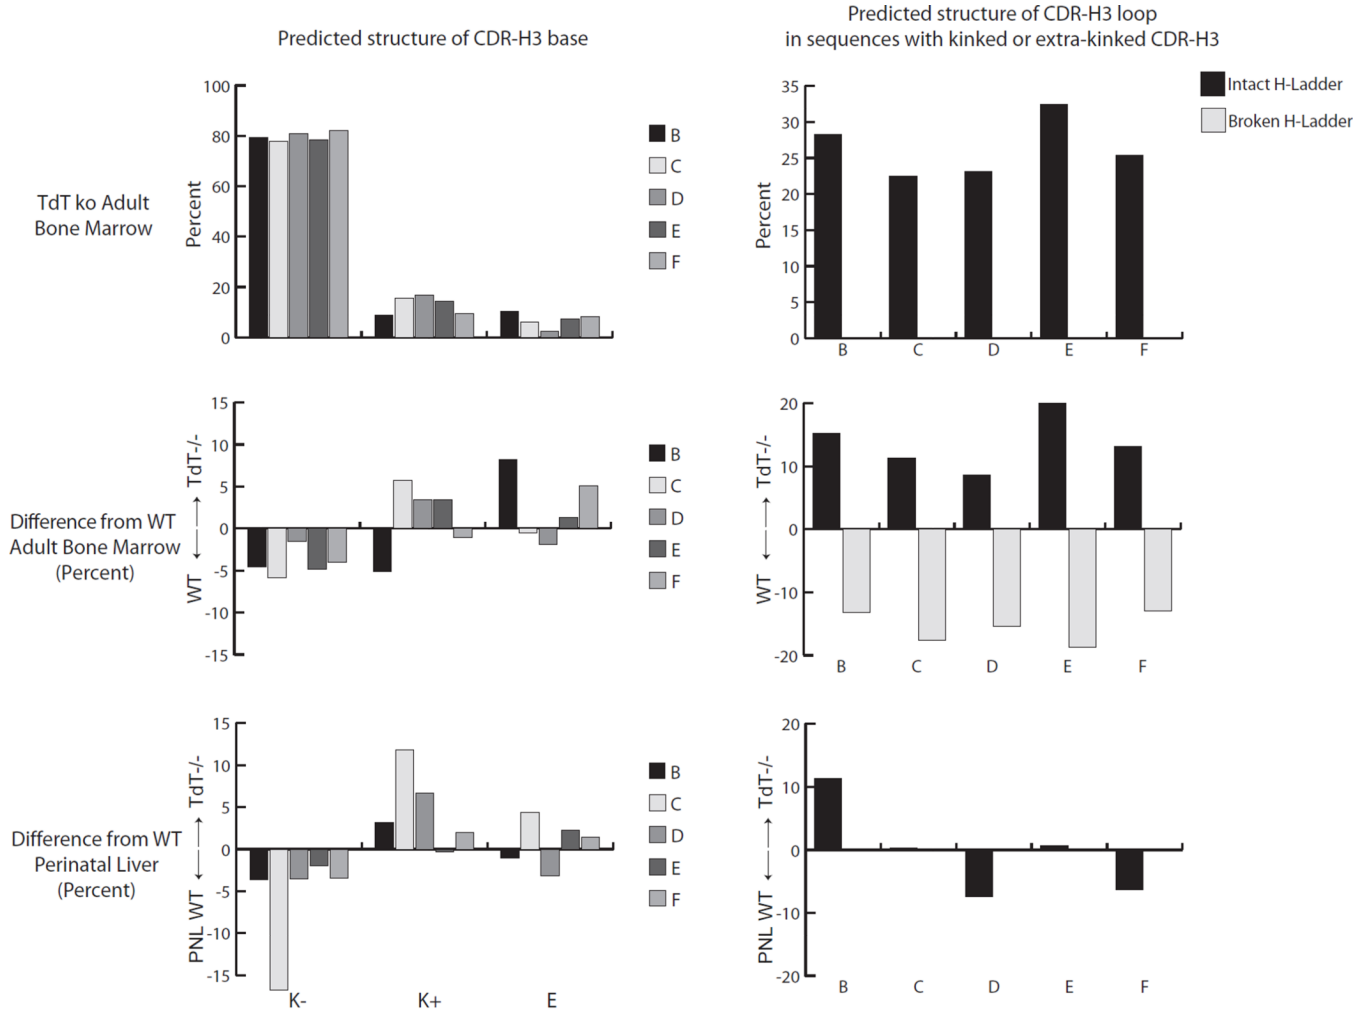 Predicted structure of CDR-H3 base
Predicted structure of CDR-H3 loop
in sequences with kinked or extra-kinked CDR-H3
Intact H-Ladder
Broken H-Ladder
TdT ko Adult
Bone Marrow
Percent
100
80
60
40
20
0
B
C
D
E
F
Percent
35
30
25
20
15
10
5
0
B C D E F
Difference from WT
Adult Bone Marrow
(Percent)
WT ←→ TdT-/-
15
10
5
0
-5
-10
-15
B
C
D
E
F
WT ←→ TdT-/-
20
10
0
-10
-20
B C D E F
Difference from WT
Perinatal Liver
(Percent)
PNL WT ←→ TdT-/-
15
10
5
0
-5
-10
-15
K- K+ E
B
C
D
E
F
PNL WT ←→ TdT-/-
20
10
0
-10
-20
B C D E F